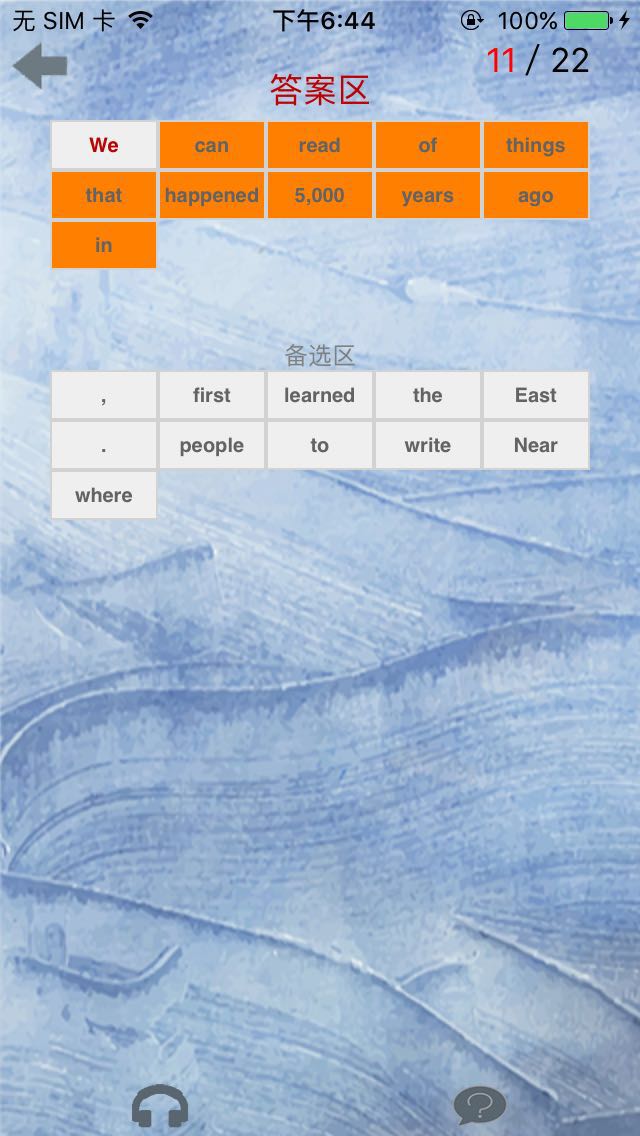 无 SIM 卡 下午6:44 100%
11 / 22
答案区
We can read of things
that happened 5,000 years ago
in
备选区
, first learned the East
. people to write Near
where
?